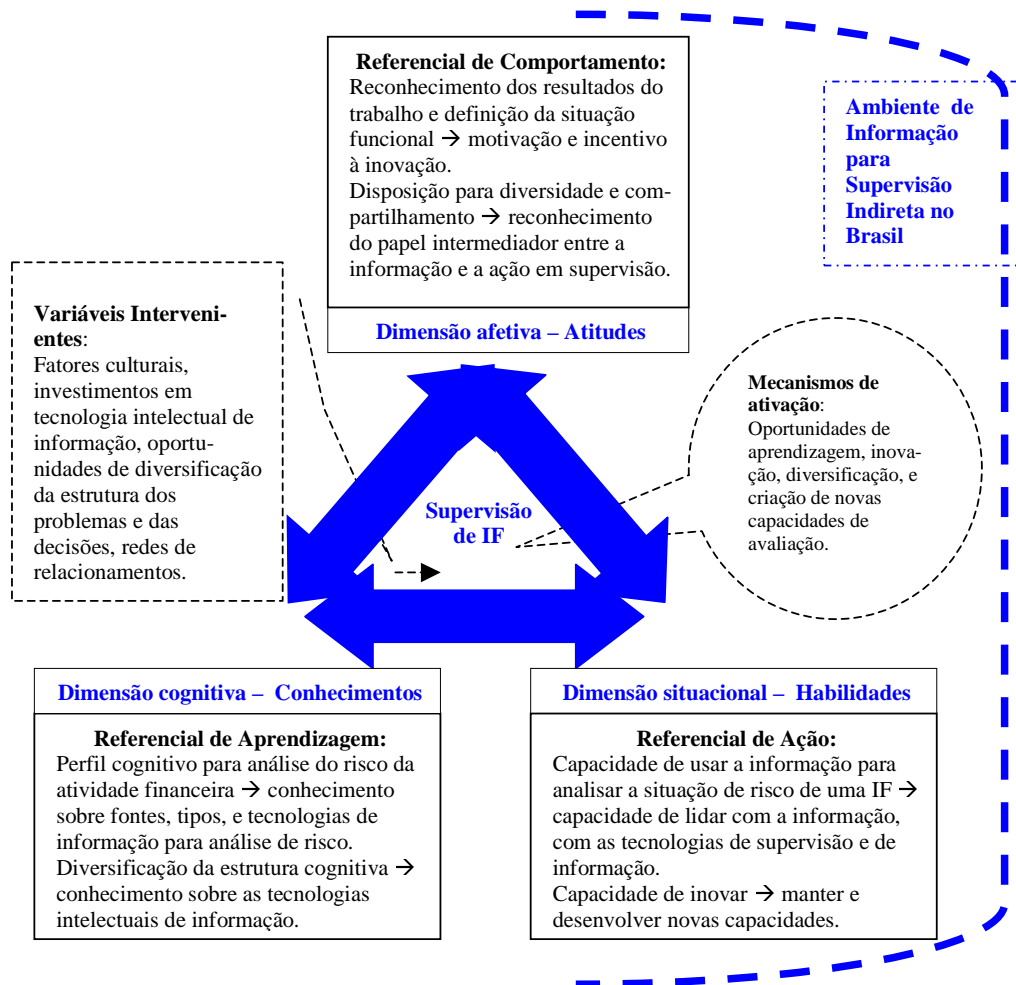 Referencial de Comportamento:
Reconhecimento dos resultados do
trabalho e definição da situação
funcional → motivação e incentivo
à inovação.
Disposição para diversidade e com-
partilhamento → reconhecimento
do papel intermediador entre a
informação e a ação em supervisão.
Dimensão afetiva – Atitudes
Ambiente de
Informação
para
Supervisão
Indireta no
Brasil
Variáveis Interveni-
entes:
Fatores culturais,
investimentos em
tecnologia intelectual de
informação, oportu-
nidades de diversificação
da estrutura dos
problemas e das
decisões, redes de
relacionamentos.
Mecanismos de
ativação:
Oportunidades de
aprendizagem, inova-
ção, diversificação, e
criação de novas
capacidades de
avaliação.
Supervisão
de IF
Dimensão cognitiva – Conhecimentos
Referencial de Aprendizagem:
Perfil cognitivo para análise do risco da
atividade financeira → conhecimento
sobre fontes, tipos, e tecnologias de
informação para análise de risco.
Diversificação da estrutura cognitiva →
conhecimento sobre as tecnologias
intelectuais de informação.
Dimensão situacional – Habilidades
Referencial de Ação:
Capacidade de usar a informação para
analisar a situação de risco de uma IF →
capacidade de lidar com a informação,
com as tecnologias de supervisão e de
informação.
Capacidade de inovar → manter e
desenvolver novas capacidades.